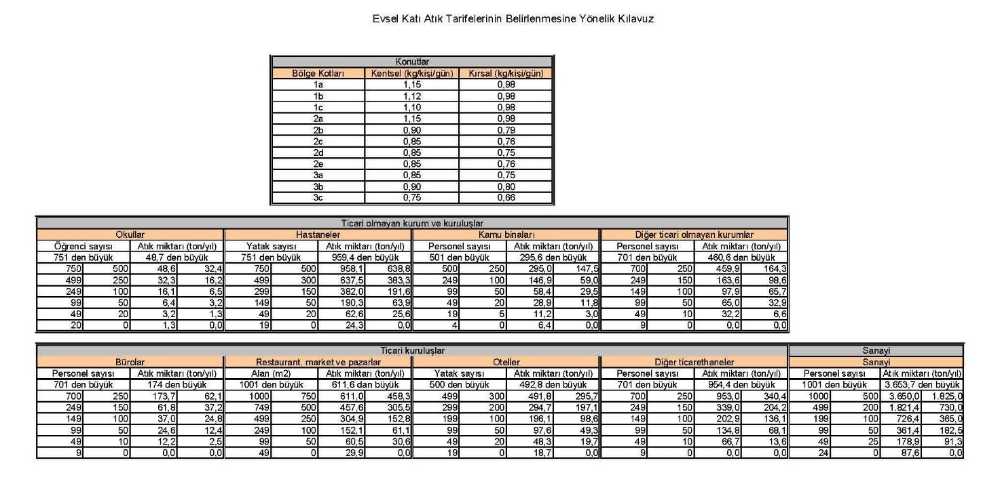 Evsel Katı Atık Tarifelerinin Belirlenmesine Yönelik Kılavuz
Konutlar
Bölge Kotları Kentsel (kg/kişi/gün) Kırsal (kg/kişi/gün)
1a 1,15 0,98
1b 1,12 0,98
1c 1,10 0,98
2a 1,15 0,98
2b 0,90 0,79
2c 0,85 0,76
2d 0,85 0,75
2e 0,85 0,76
3a 0,85 0,75
3b 0,90 0,80
3c 0,75 0,66
Ticari olmayan kurum ve kuruluşlar
Okullar Hastaneler Kamu binaları Diğer ticari olmayan kurumlar
Öğrenci sayısı Atık miktarı (ton/yıl) Yatak sayısı Atık miktarı (ton/yıl) Personel sayısı Atık miktarı (ton/yıl) Personel sayısı Atık miktarı (ton/yıl)
751 den büyük 48,7 den büyük 751 den büyük 959,4 den büyük 501 den büyük 295,6 den büyük 701 den büyük 460,6 dan büyük
750 500 48,6 32,4 750 500 958,1 638,8 500 250 295,0 147,5 700 250 459,9 164,3
499 250 32,3 16,2 499 300 637,5 383,3 249 100 146,9 59,0 249 150 163,6 98,6
249 100 16,1 6,5 299 150 382,0 191,6 99 50 58,4 29,5 149 100 97,9 65,7
99 50 6,4 3,2 149 50 190,3 63,9 49 20 28,9 11,8 99 50 65,0 32,9
49 20 3,2 1,3 49 20 62,6 25,6 19 5 11,2 3,0 49 10 32,2 6,6
20 0 1,3 0,0 19 0 24,3 0,0 4 0 6,4 0,0 9 0 0,0 0,0
Ticari kuruluşlar Sanayi
Bürolar Restaurant, market ve pazarlar Oteller Diğer ticarethaneler Sanayi
Personel sayısı Atık miktarı (ton/yıl) Alan (m2) Atık miktarı (ton/yıl) Yatak sayısı Atık miktarı (ton/yıl) Personel sayısı Atık miktarı (ton/yıl) Personel sayısı Atık miktarı (ton/yıl)
701 den büyük 174 den büyük 1001 den büyük 611,6 dan büyük 500 den büyük 492,8 den büyük 701 den büyük 954,4 den büyük 1001 den büyük 3.653,7 den büyük
700 250 173,7 62,1 1000 750 611,0 458,3 499 300 491,8 295,7 700 250 953,0 340,4 1000 500 3.650,0 1.825,0
249 150 61,8 37,2 749 500 457,6 305,5 299 200 294,7 197,1 249 150 339,0 204,2 499 200 1.821,4 730,0
149 100 37,0 24,8 499 250 304,9 152,8 199 100 196,1 98,6 149 100 202,9 136,1 199 100 726,4 365,0
99 50 24,6 12,4 249 100 152,1 61,1 99 50 97,6 49,3 99 50 134,8 68,1 99 50 361,4 182,5
49 10 12,2 2,5 99 50 60,5 30,6 49 20 48,3 19,7 49 10 66,7 13,6 49 25 178,9 91,3
9 0 0,0 0,0 49 0 29,9 0,0 19 0 18,7 0,0 9 0 0,0 0,0 24 0 87,6 0,0